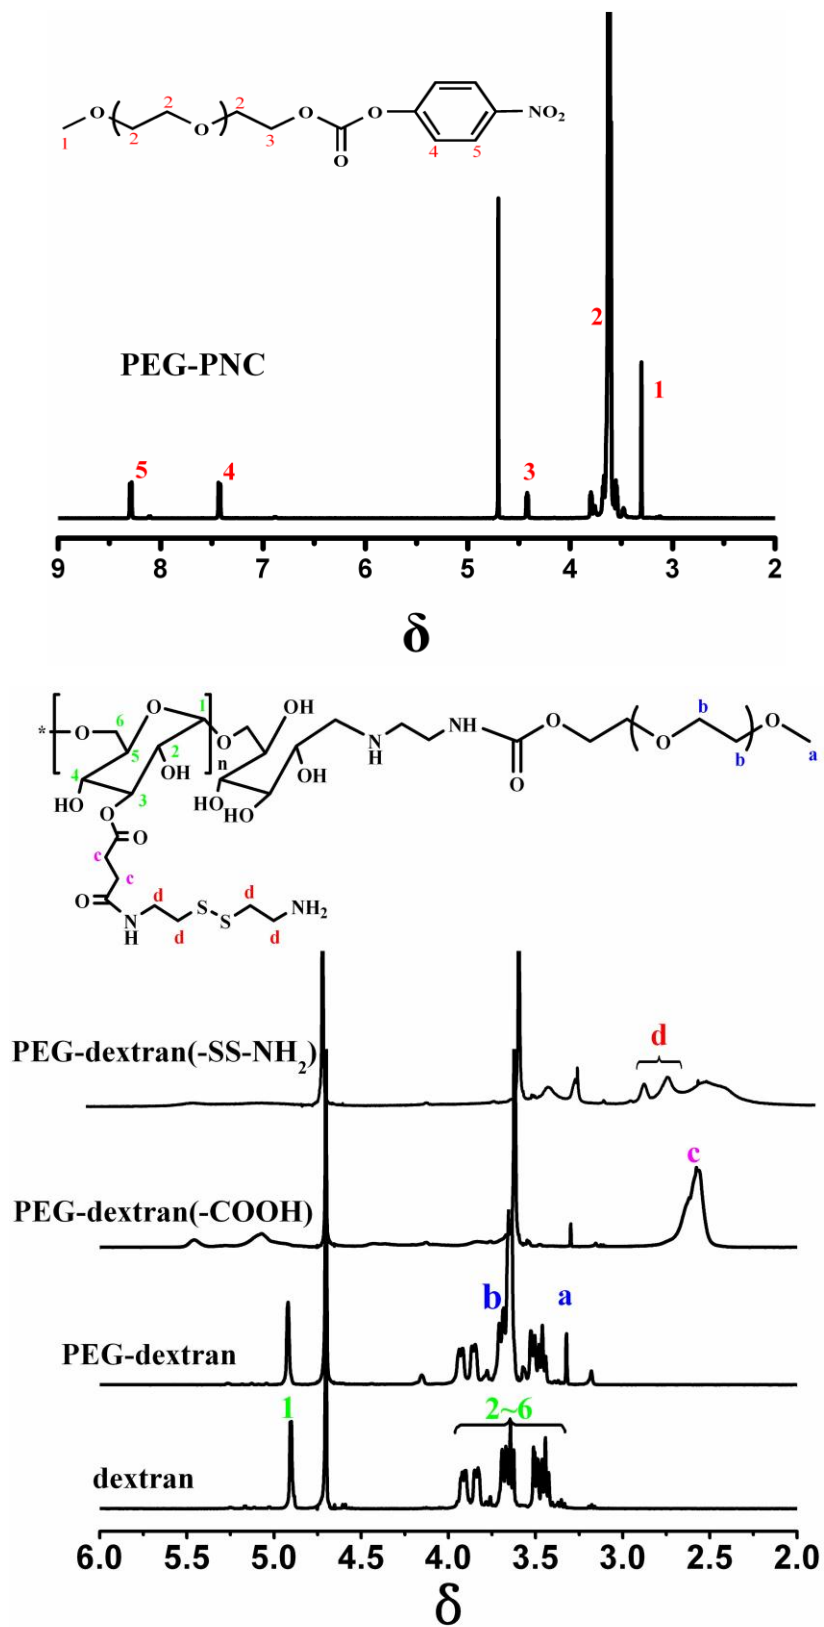 O O O
2 2 2
( O ) NO₂
1 2 3 O 4 5
2
PEG-PNC 1
5 4 3
9 8 7 6 5 4 3 2
δ
OH
6 O 1 b O
* O O NH O O
5 2 n N H O b a
4 OH OH
HO 3 HO OH
O HO
c O
c d d
O S NH₂
N S
H d d
PEG-dextran(-SS-NH₂) d
PEG-dextran(-COOH) c
b a
PEG-dextran
1 2~6
dextran
6.0 5.5 5.0 4.5 4.0 3.5 3.0 2.5 2.0
δ